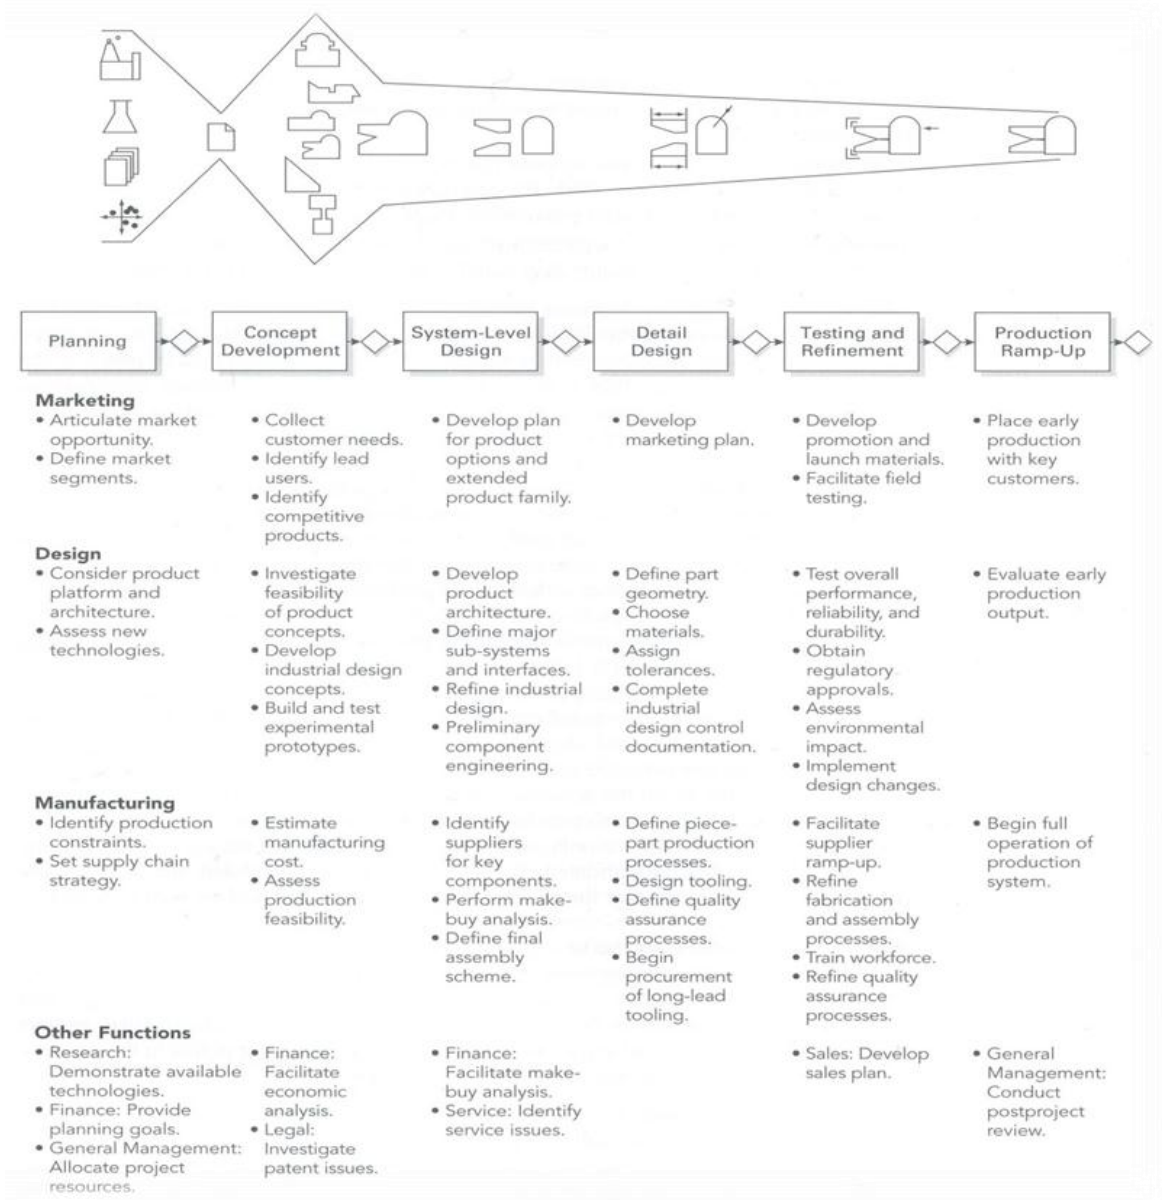 Planning
Concept
Development
System-Level
Design
Detail
Design
Testing and
Refinement
Production
Ramp-Up
Marketing
• Articulate market
opportunity.
• Define market
segments.
• Collect
customer needs.
• Identify lead
users.
• Identify
competitive
products.
• Develop plan
for product
options and
extended
product family.
• Develop
marketing plan.
• Develop
promotion and
launch materials.
• Facilitate field
testing.
• Place early
production
with key
customers.
Design
• Consider product
platform and
architecture.
• Assess new
technologies.
• Investigate
feasibility
of product
concepts.
• Develop
industrial design
concepts.
• Build and test
experimental
prototypes.
• Develop
product
architecture.
• Define major
sub-systems
and interfaces.
• Refine industrial
design.
• Preliminary
component
engineering.
• Define part
geometry.
• Choose
materials.
• Assign
tolerances.
• Complete
industrial
design control
documentation.
• Test overall
performance,
reliability, and
durability.
• Obtain
regulatory
approvals.
• Assess
environmental
impact.
• Implement
design changes.
• Evaluate early
production
output.
Manufacturing
• Identify production
constraints.
• Set supply chain
strategy.
• Estimate
manufacturing
cost.
• Assess
production
feasibility.
• Identify
suppliers
for key
components.
• Perform make-
buy analysis.
• Define final
assembly
scheme.
• Define piece-
part production
processes.
• Design tooling.
• Define quality
assurance
processes.
• Begin
procurement
of long-lead
tooling.
• Facilitate
supplier
ramp-up.
• Refine
fabrication
and assembly
processes.
• Train workforce.
• Refine quality
assurance
processes.
• Begin full
operation of
production
system.
Other Functions
• Research:
Demonstrate available
technologies.
• Finance: Provide
planning goals.
• General Management:
Allocate project
resources.
• Finance:
Facilitate
economic
analysis.
• Legal:
Investigate
patent issues.
• Finance:
Facilitate make-
buy analysis.
• Service: Identify
service issues.
• Sales: Develop
sales plan.
• General
Management:
Conduct
postproject
review.